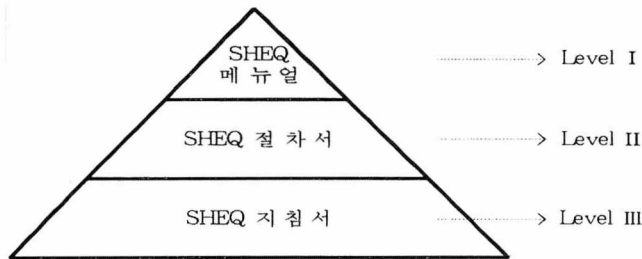 SHEQ
메 뉴 얼
Level I
SHEQ 절 차 서
Level II
SHEQ 지 침 서
Level III